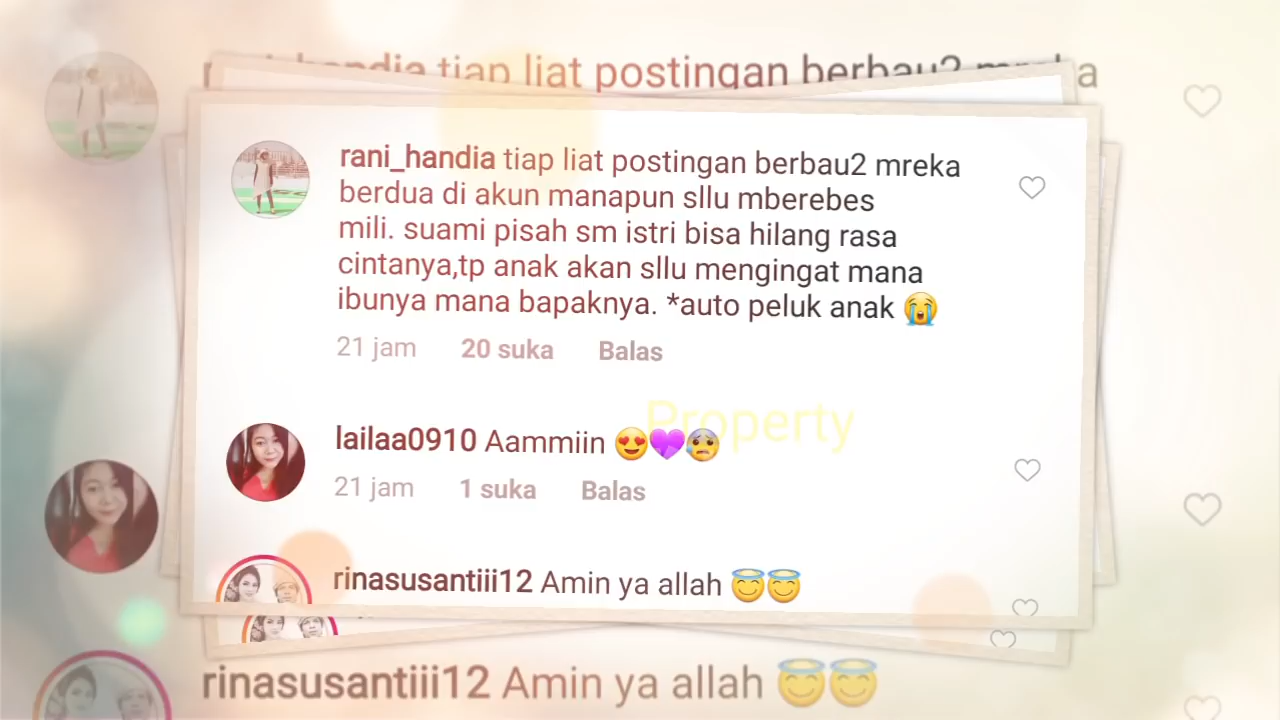 rani_handia tiap liat postingan berbau2 mreka
berdua di akun manapun sllu mberebes
mili. suami pisah sm istri bisa hilang rasa
cintanya,tp anak akan sllu mengingat mana
ibunya mana bapaknya. *auto peluk anak 😭
21 jam 20 suka Balas
Property
lailaa0910 Aammiin 😍💜😰
21 jam 1 suka Balas
rinasusantiii12 Amin ya allah 😇😇
rani_handia tiap liat postingan berbau2 mreka
rinasusantiii12 Amin ya allah 😇😇